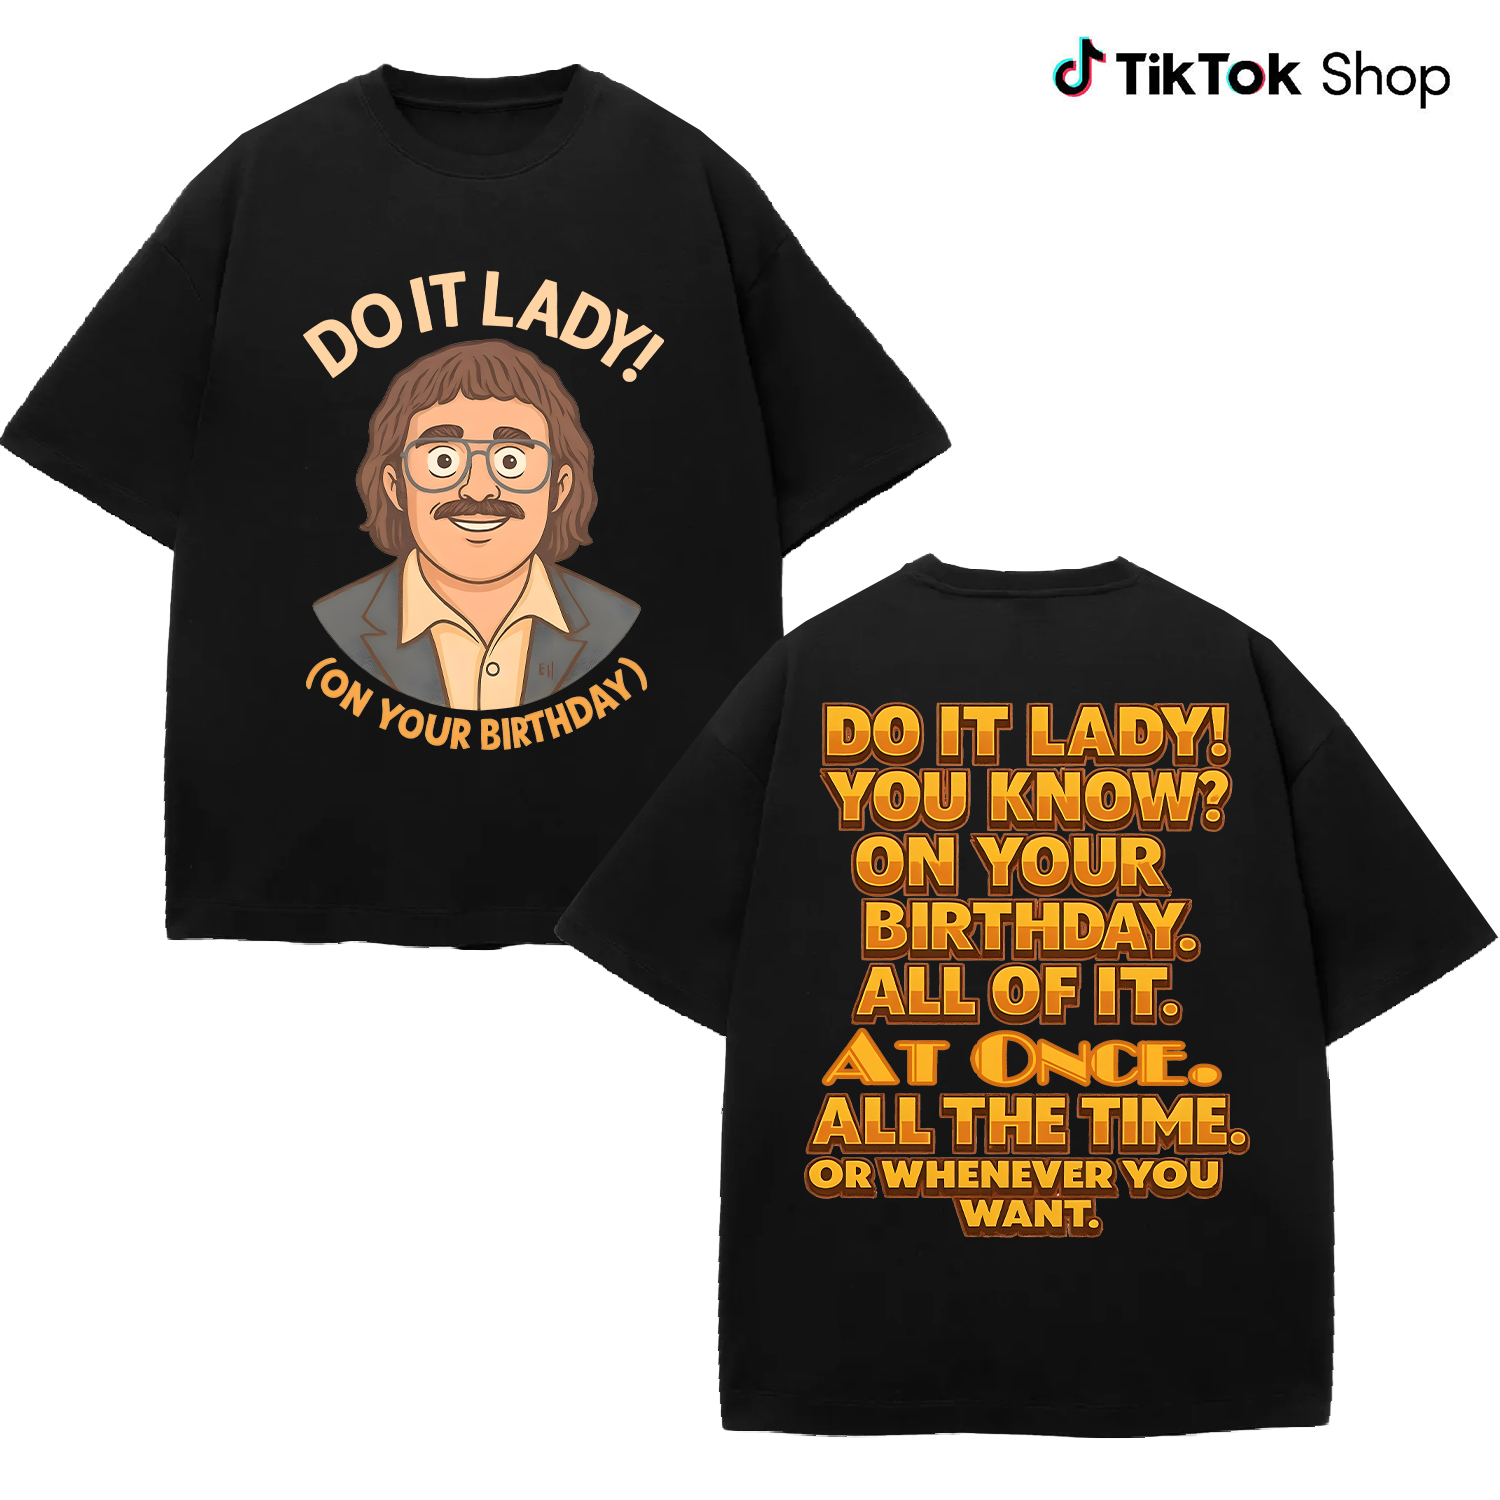 TikTok Shop
DO IT LADY!
(ON YOUR BIRTHDAY)
DO IT LADY!
YOU KNOW?
ON YOUR
BIRTHDAY.
ALL OF IT.
AT ONCE.
ALL THE TIME.
OR WHENEVER YOU
WANT.